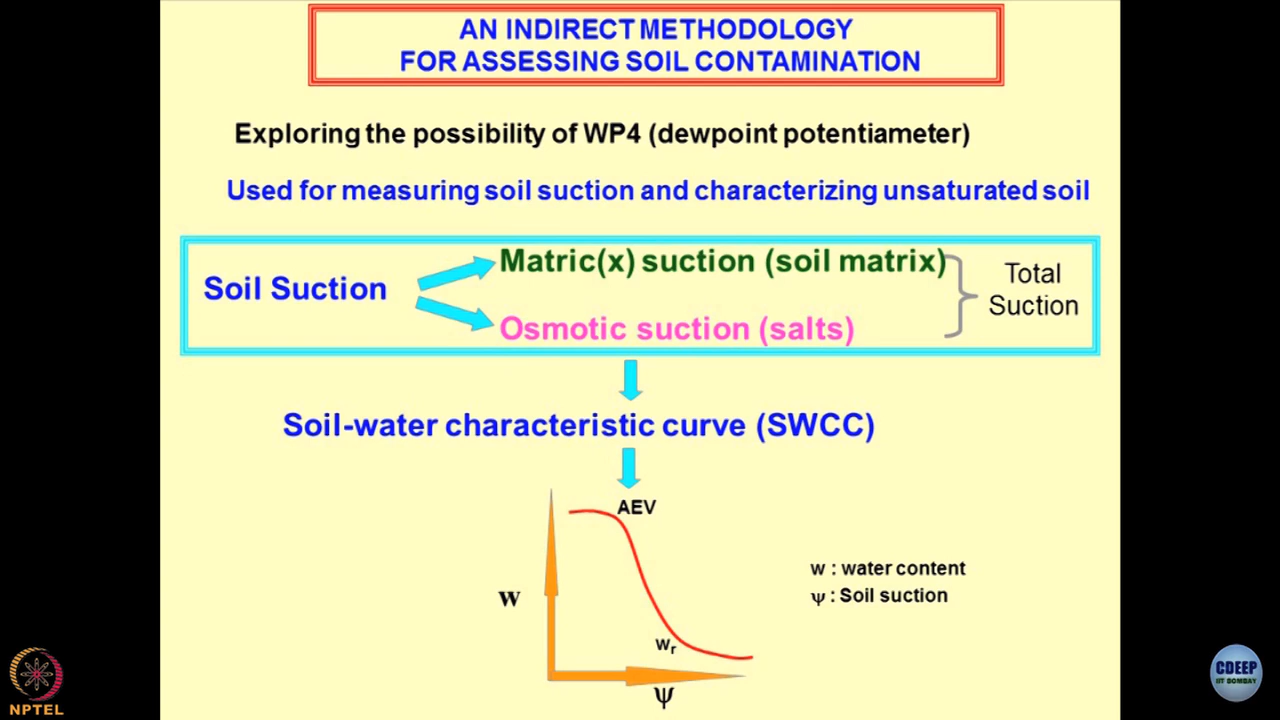 AN INDIRECT METHODOLOGY
FOR ASSESSING SOIL CONTAMINATION
Exploring the possibility of WP4 (dewpoint potentiameter)
Used for measuring soil suction and characterizing unsaturated soil
Soil Suction
Matric(x) suction (soil matrix)
Osmotic suction (salts)
Total
Suction
Soil-water characteristic curve (SWCC)
AEV
w
wr
ψ
w : water content
ψ : Soil suction
NPTEL
CDEEP
IIT BOMBAY